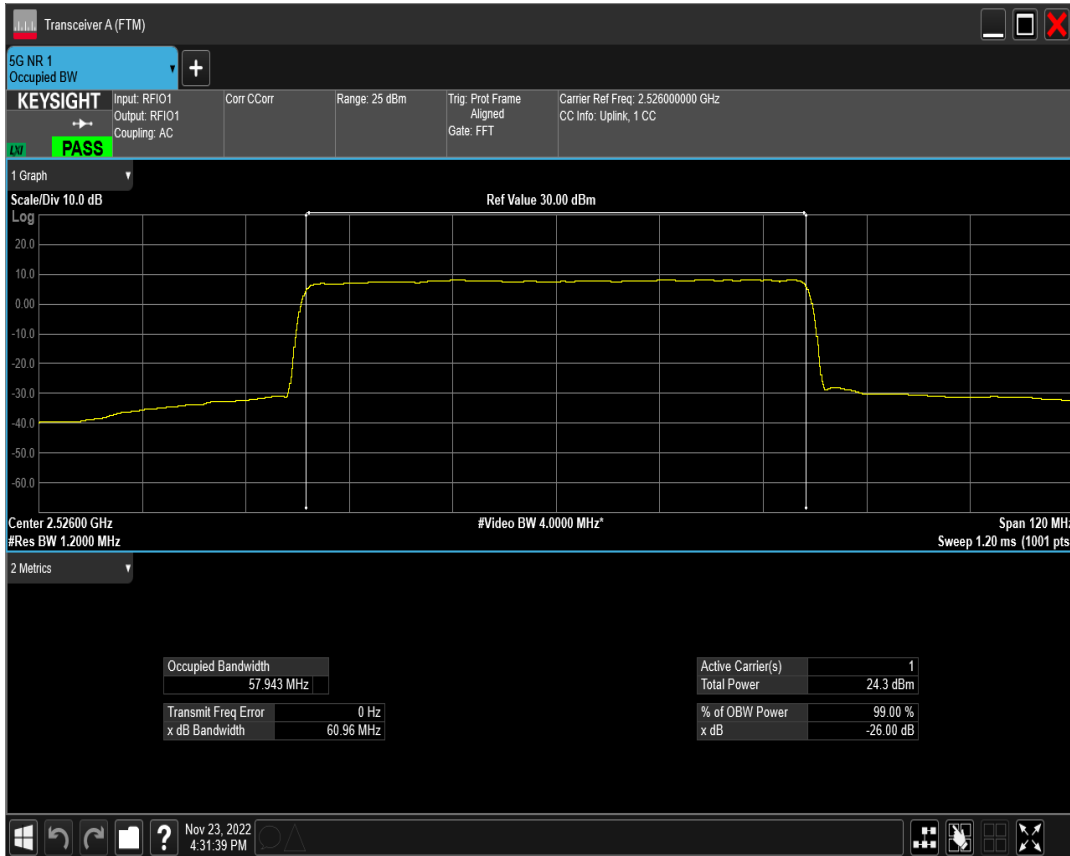 Transceiver A (FTM)
5G NR 1
Occupied BW
+
KEYSIGHT
LXI
PASS
Input: RFIO1
Output: RFIO1
Coupling: AC
Corr CCorr
Range: 25 dBm
Trig: Prot Frame
Aligned
Gate: FFT
Carrier Ref Freq: 2.526000000 GHz
CC Info: Uplink, 1 CC
1 Graph
Scale/Div 10.0 dB
Ref Value 30.00 dBm
Log
20.0
10.0
0.00
-10.0
-20.0
-30.0
-40.0
-50.0
-60.0
Center 2.52600 GHz
#Video BW 4.0000 MHz*
Span 120 MHz
#Res BW 1.2000 MHz
Sweep 1.20 ms (1001 pts
2 Metrics
Occupied Bandwidth
57.943 MHz
Transmit Freq Error 0 Hz
x dB Bandwidth 60.96 MHz
Active Carrier(s) 1
Total Power 24.3 dBm
% of OBW Power 99.00 %
x dB -26.00 dB
?
Nov 23, 2022
4:31:39 PM